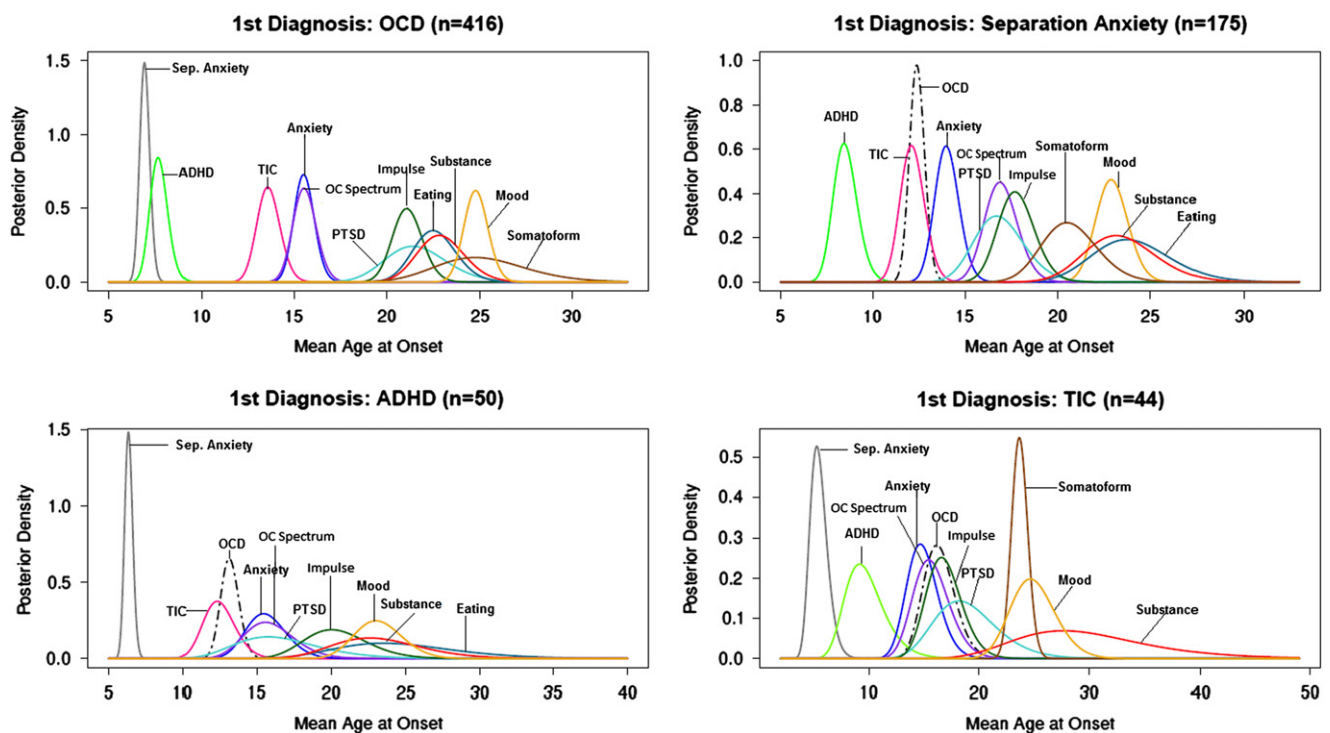 1st Diagnosis: OCD (n=416)
Posterior Density
1.5
1.0
0.5
0.0
Sep. Anxiety
ADHD
TIC
Anxiety
OC Spectrum
PTSD
Impulse
Substance
Eating
Mood
Somatoform
5 10 15 20 25 30
Mean Age at Onset
1st Diagnosis: Separation Anxiety (n=175)
Posterior Density
1.0
0.8
0.6
0.4
0.2
0.0
ADHD
TIC
OCD
Anxiety
OC Spectrum
PTSD
Impulse
Somatoform
Mood
Substance
Eating
5 10 15 20 25 30
Mean Age at Onset
1st Diagnosis: ADHD (n=50)
Posterior Density
1.5
1.0
0.5
0.0
Sep. Anxiety
TIC
OCD
OC Spectrum
Anxiety
PTSD
Impulse
Mood
Substance
Eating
5 10 15 20 25 30 35 40
Mean Age at Onset
1st Diagnosis: TIC (n=44)
Posterior Density
0.5
0.4
0.3
0.2
0.1
0.0
Sep. Anxiety
ADHD
Anxiety
OC Spectrum
OCD
Impulse
PTSD
Somatoform
Mood
Substance
10 20 30 40 50
Mean Age at Onset